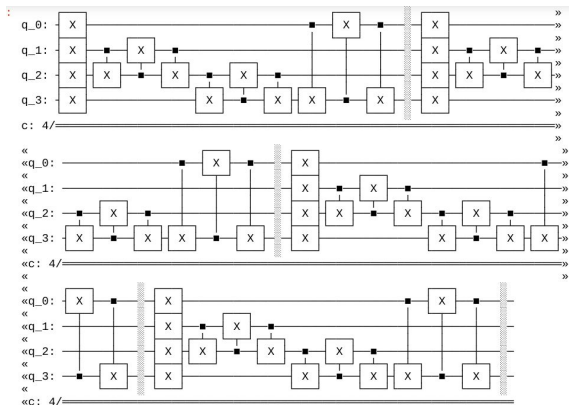 :
q_0: X X X »
»
q_1: X X X X »
»
q_2: X X X X X »
»
q_3: X X X X X X X »
»
c: 4/ »
»
« »
«q_0: X X »
« »
«q_1: X X »
« »
«q_2: X X X X X »
« »
«q_3: X X X X X X X X »
« »
«c: 4/ »
« »
«
«q_0: X X X
«
«q_1: X X
«
«q_2: X X X X
«
«q_3: X X X X X X X
«
«c: 4/